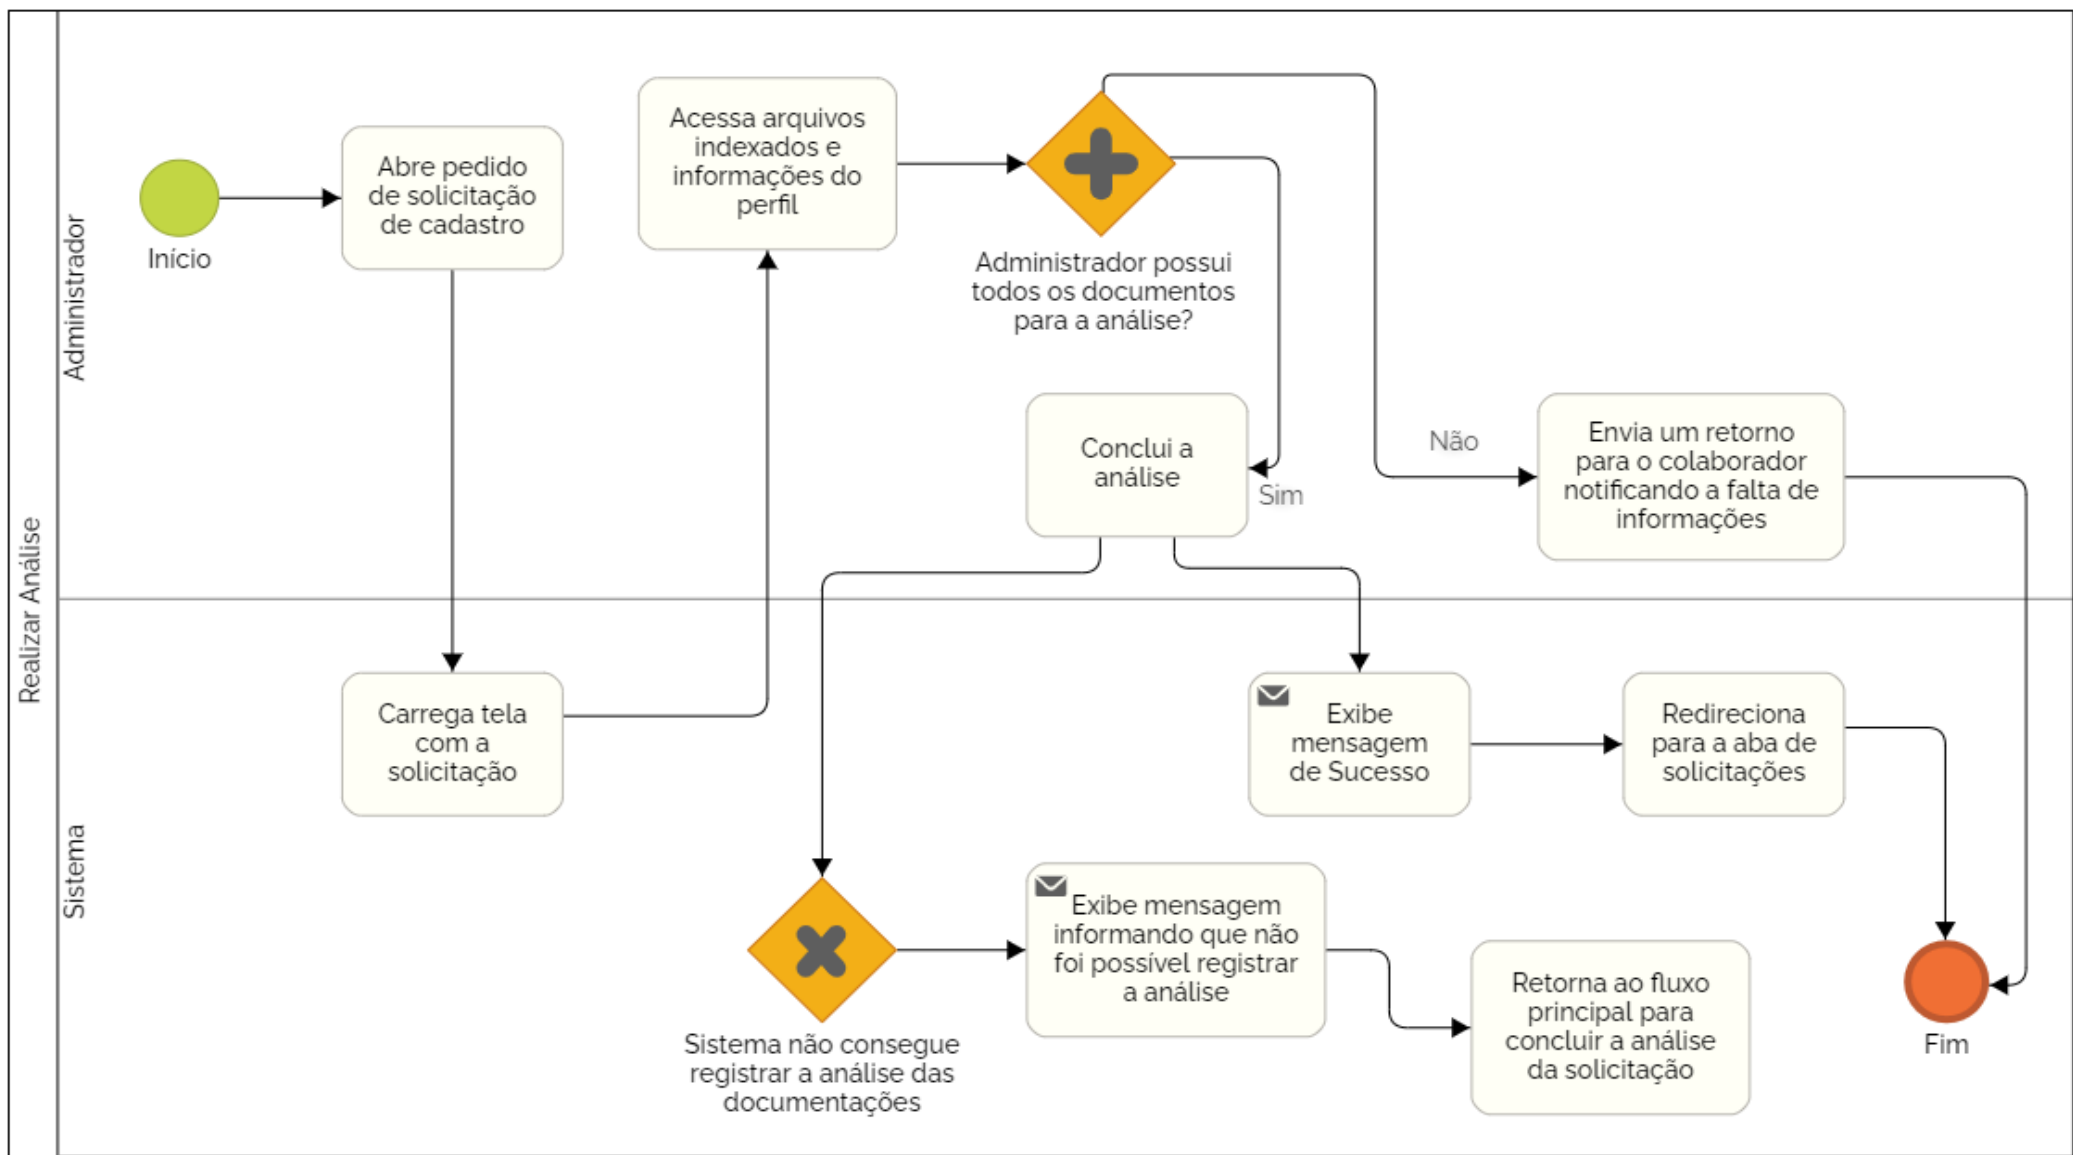 Realizar Análise
Administrador
Início
Abre pedido
de solicitação
de cadastro
Acessa arquivos
indexados e
informações do
perfil
Administrador possui
todos os documentos
para a análise?
Conclui a
análise
Sim
Não
Envia um retorno
para o colaborador
notificando a falta de
informações
Sistema
Carrega tela
com a
solicitação
Exibe
mensagem
de Sucesso
Redireciona
para a aba de
solicitações
Sistema não consegue
registrar a análise das
documentações
Exibe mensagem
informando que não
foi possível registrar
a análise
Retorna ao fluxo
principal para
concluir a análise
da solicitação
Fim